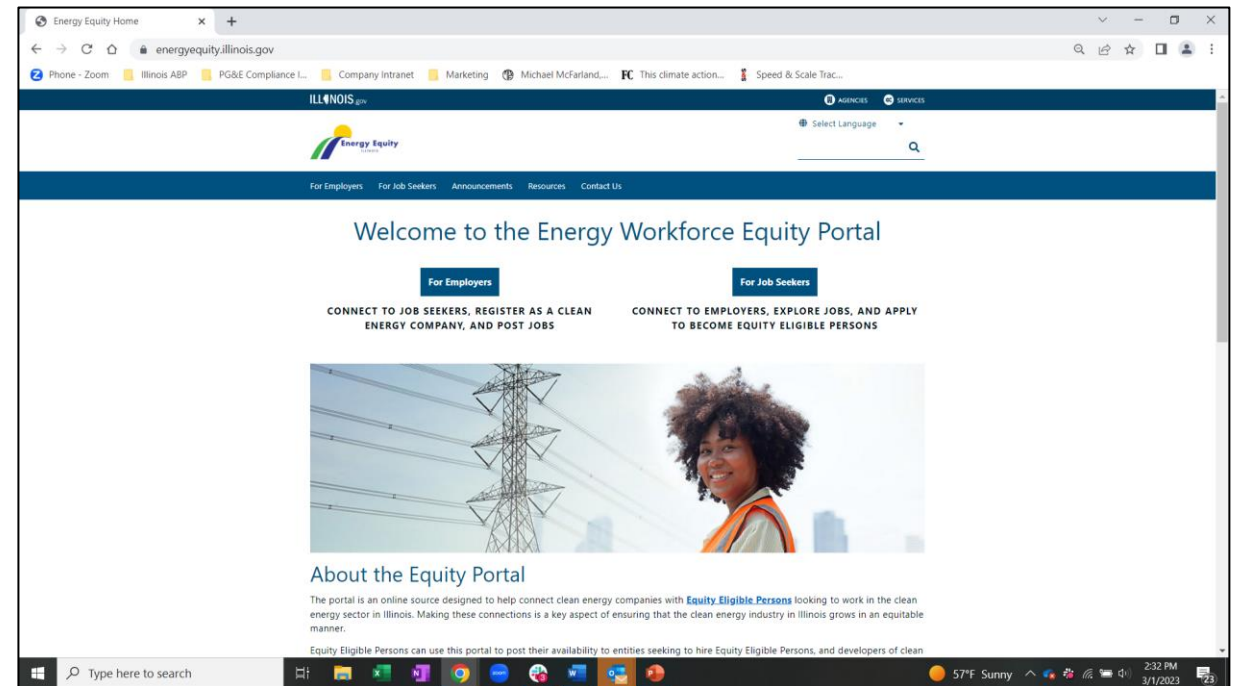 Energy Equity Home
energyequity.illinois.gov
Phone - Zoom Illinois ABP PG&E Compliance I... Company Intranet Marketing Michael McFarland,... FC This climate action... Speed & Scale Trac...
ILLINOIS.gov AGENCIES SERVICES
Select Language
Energy Equity
ILLINOIS
For Employers For Job Seekers Announcements Resources Contact Us
Welcome to the Energy Workforce Equity Portal
For Employers For Job Seekers
CONNECT TO JOB SEEKERS, REGISTER AS A CLEAN
ENERGY COMPANY, AND POST JOBS
CONNECT TO EMPLOYERS, EXPLORE JOBS, AND APPLY
TO BECOME EQUITY ELIGIBLE PERSONS
About the Equity Portal
The portal is an online source designed to help connect clean energy companies with Equity Eligible Persons looking to work in the clean
energy sector in Illinois. Making these connections is a key aspect of ensuring that the clean energy industry in Illinois grows in an equitable
manner.
Equity Eligible Persons can use this portal to post their availability to entities seeking to hire Equity Eligible Persons, and developers of clean
Type here to search
57°F Sunny
2:32 PM
3/1/2023
23